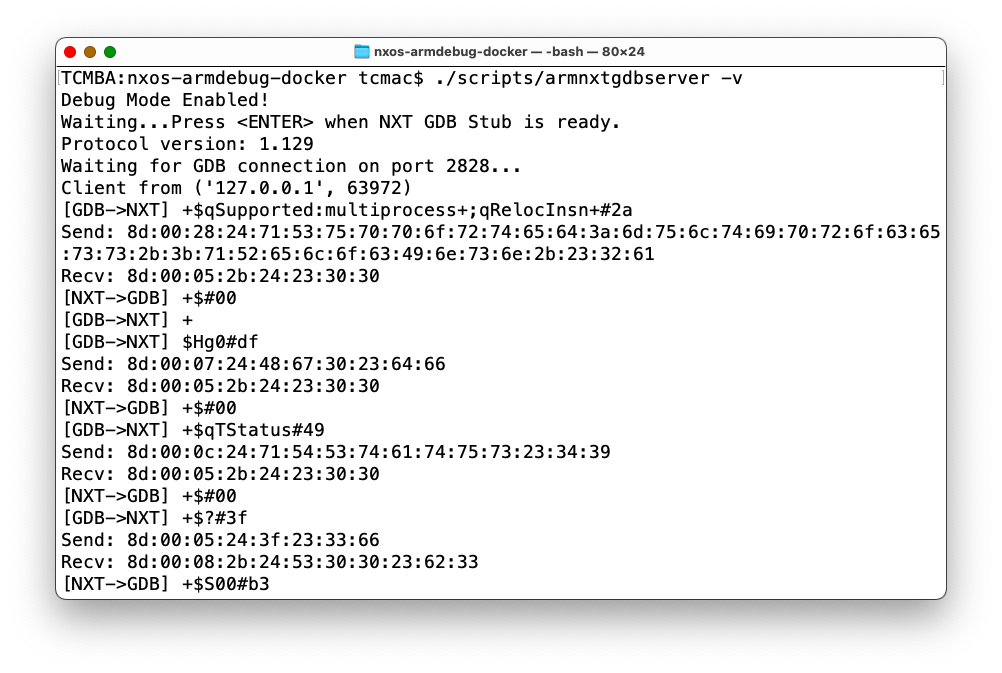 nxos-armdebug-docker — -bash — 80×24
[TCMBA:nxos-armdebug-docker tcmac$ ./scripts/armnxtgdbserver -v ]
Debug Mode Enabled!
Waiting...Press <ENTER> when NXT GDB Stub is ready.
Protocol version: 1.129
Waiting for GDB connection on port 2828...
Client from ('127.0.0.1', 63972)
[GDB->NXT] +$qSupported:multiprocess+;qRelocInsn+#2a
Send: 8d:00:28:24:71:53:75:70:70:6f:72:74:65:64:3a:6d:75:6c:74:69:70:72:6f:63:65
:73:73:2b:3b:71:52:65:6c:6f:63:49:6e:73:6e:2b:23:32:61
Recv: 8d:00:05:2b:24:23:30:30
[NXT->GDB] +$#00
[GDB->NXT] +
[GDB->NXT] $Hg0#df
Send: 8d:00:07:24:48:67:30:23:64:66
Recv: 8d:00:05:2b:24:23:30:30
[NXT->GDB] +$#00
[GDB->NXT] +$qTStatus#49
Send: 8d:00:0c:24:71:54:53:74:61:74:75:73:23:34:39
Recv: 8d:00:05:2b:24:23:30:30
[NXT->GDB] +$#00
[GDB->NXT] +$?#3f
Send: 8d:00:05:24:3f:23:33:66
Recv: 8d:00:08:2b:24:53:30:30:23:62:33
[NXT->GDB] +$S00#b3